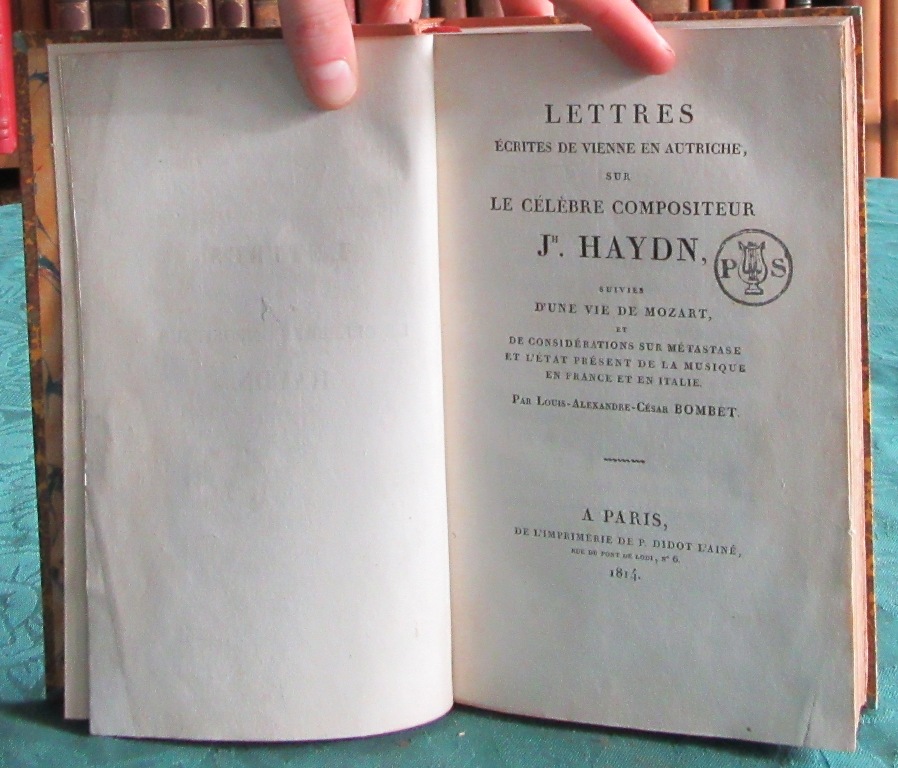 LETTRES
ÉCRITES DE VIENNE EN AUTRICHE,
SUR
LE CÉLÈBRE COMPOSITEUR
Jʜ. HAYDN,
P S
SUIVIES
D'UNE VIE DE MOZART,
ET
DE CONSIDÉRATIONS SUR MÉTASTASE
ET L'ÉTAT PRÉSENT DE LA MUSIQUE
EN FRANCE ET EN ITALIE.
PAR LOUIS-ALEXANDRE-CÉSAR BOMBET.
A PARIS,
DE L'IMPRIMERIE DE P. DIDOT L'AINÉ,
RUE DU PONT DE LODI, Nº 6.
1814.